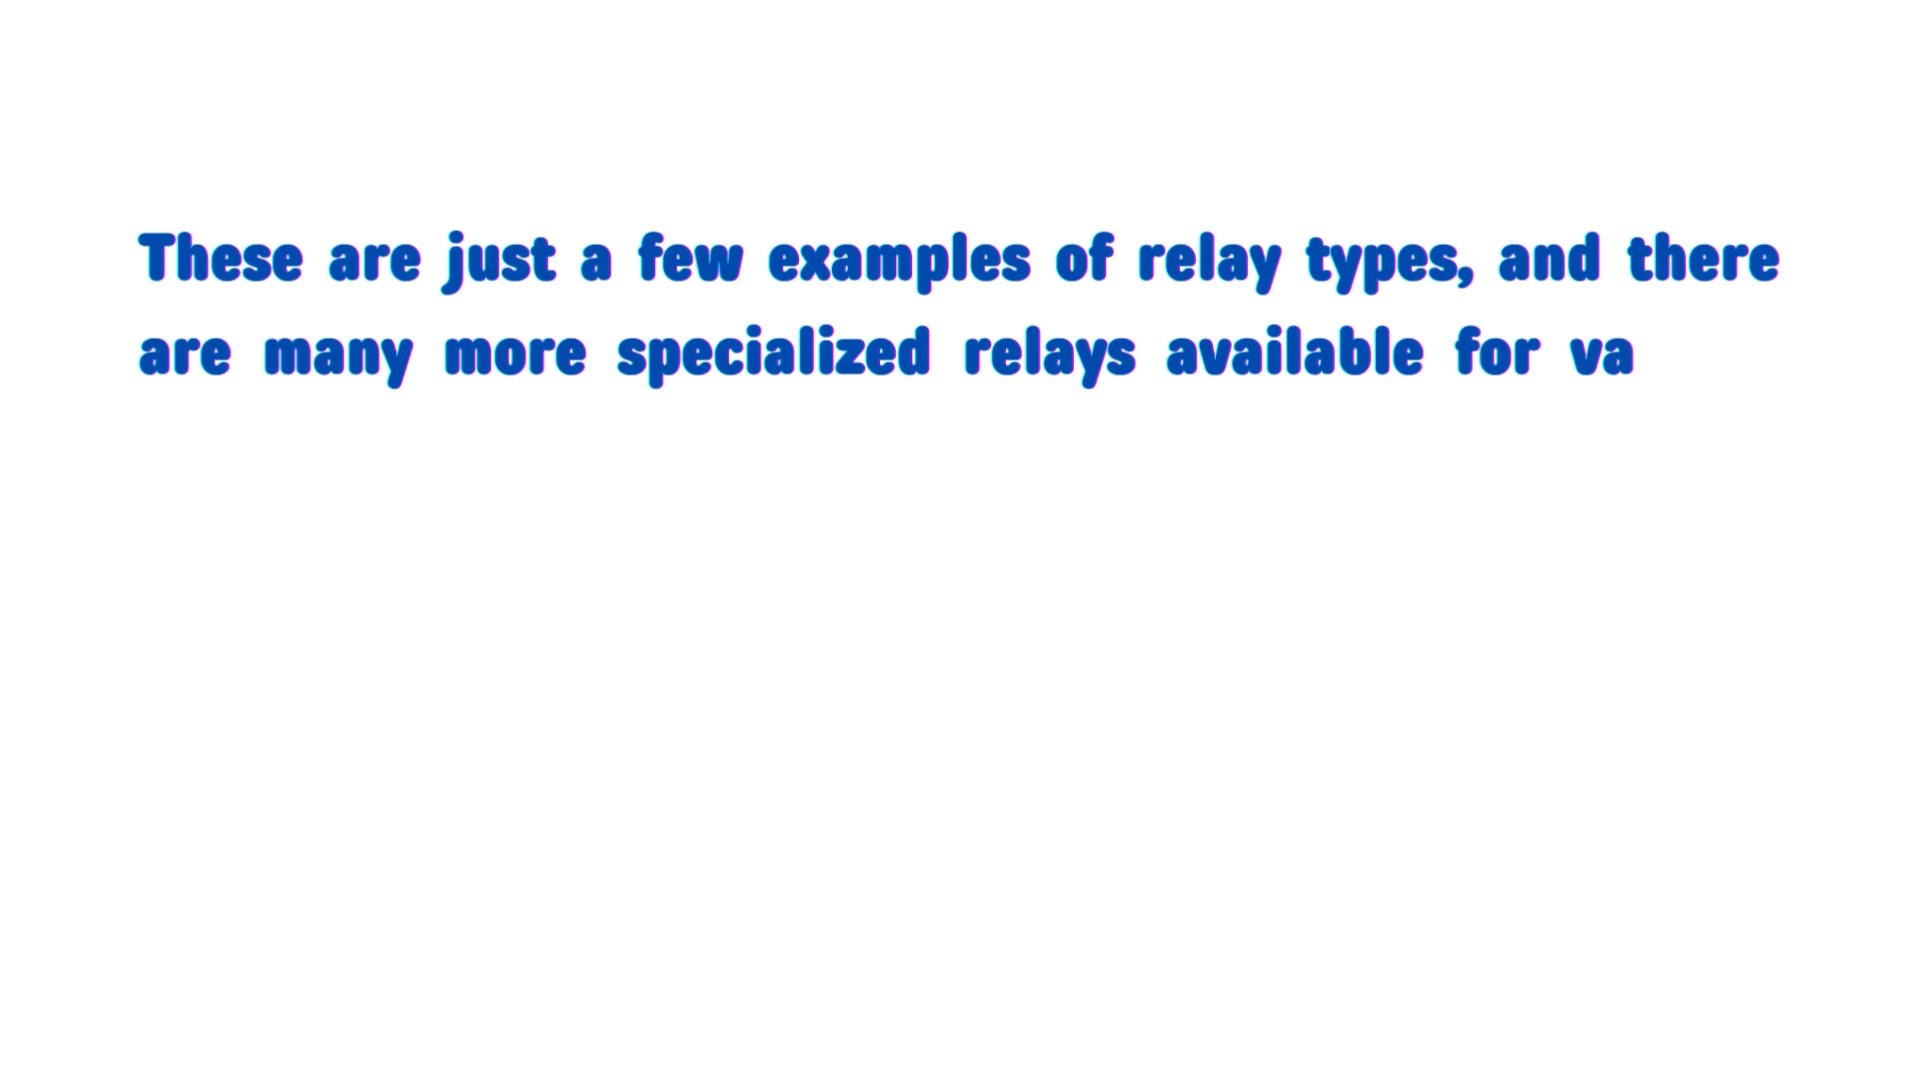 These are just a few examples of relay types, and there
are many more specialized relays available for va